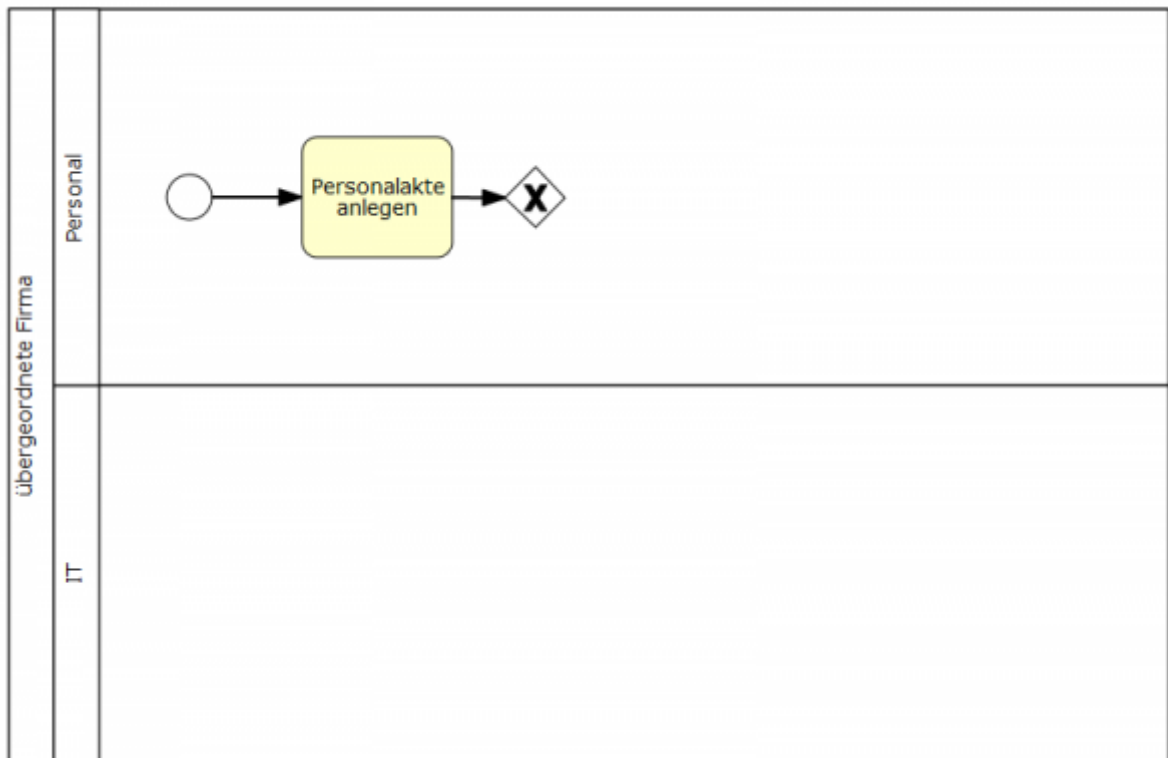 übergeordnete Firma
Personal
Personalakte
anlegen
IT